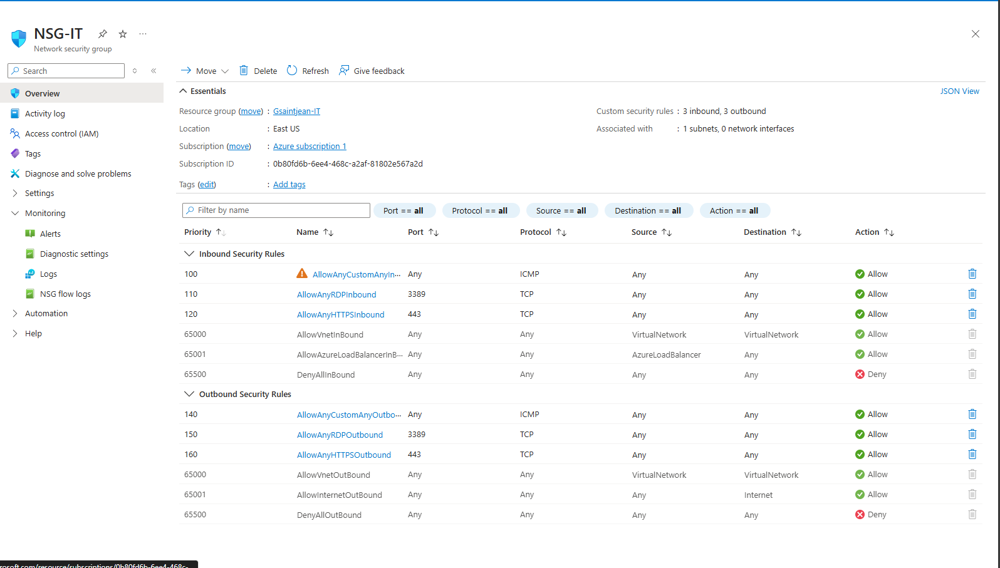 NSG-IT
Network security group
Search
Move Delete Refresh Give feedback
Overview
Activity log
Access control (IAM)
Tags
Diagnose and solve problems
Settings
Monitoring
Alerts
Diagnostic settings
Logs
NSG flow logs
Automation
Help
Essentials JSON View
Resource group (move) : Gsaintjean-IT
Location : East US
Subscription (move) : Azure subscription 1
Subscription ID : 0b80fd6b-6ee4-468c-a2af-81802e567a2d
Custom security rules : 3 inbound, 3 outbound
Associated with : 1 subnets, 0 network interfaces
Tags (edit) : Add tags
Filter by name Port == all Protocol == all Source == all Destination == all Action == all
Priority Name Port Protocol Source Destination Action
Inbound Security Rules
100 AllowAnyCustomAnyIn... Any ICMP Any Any Allow
110 AllowAnyRDPInbound 3389 TCP Any Any Allow
120 AllowAnyHTTPSInbound 443 TCP Any Any Allow
65000 AllowVnetInBound Any Any VirtualNetwork VirtualNetwork Allow
65001 AllowAzureLoadBalancerInB... Any Any AzureLoadBalancer Any Allow
65500 DenyAllInBound Any Any Any Any Deny
Outbound Security Rules
140 AllowAnyCustomAnyOutbo... Any ICMP Any Any Allow
150 AllowAnyRDPOutbound 3389 TCP Any Any Allow
160 AllowAnyHTTPSOutbound 443 TCP Any Any Allow
65000 AllowVnetOutBound Any Any VirtualNetwork VirtualNetwork Allow
65001 AllowInternetOutBound Any Any Any Internet Allow
65500 DenyAllOutBound Any Any Any Any Deny
rosoft.com/resource/subscriptions/0b80fd6b-6ee4-468c-